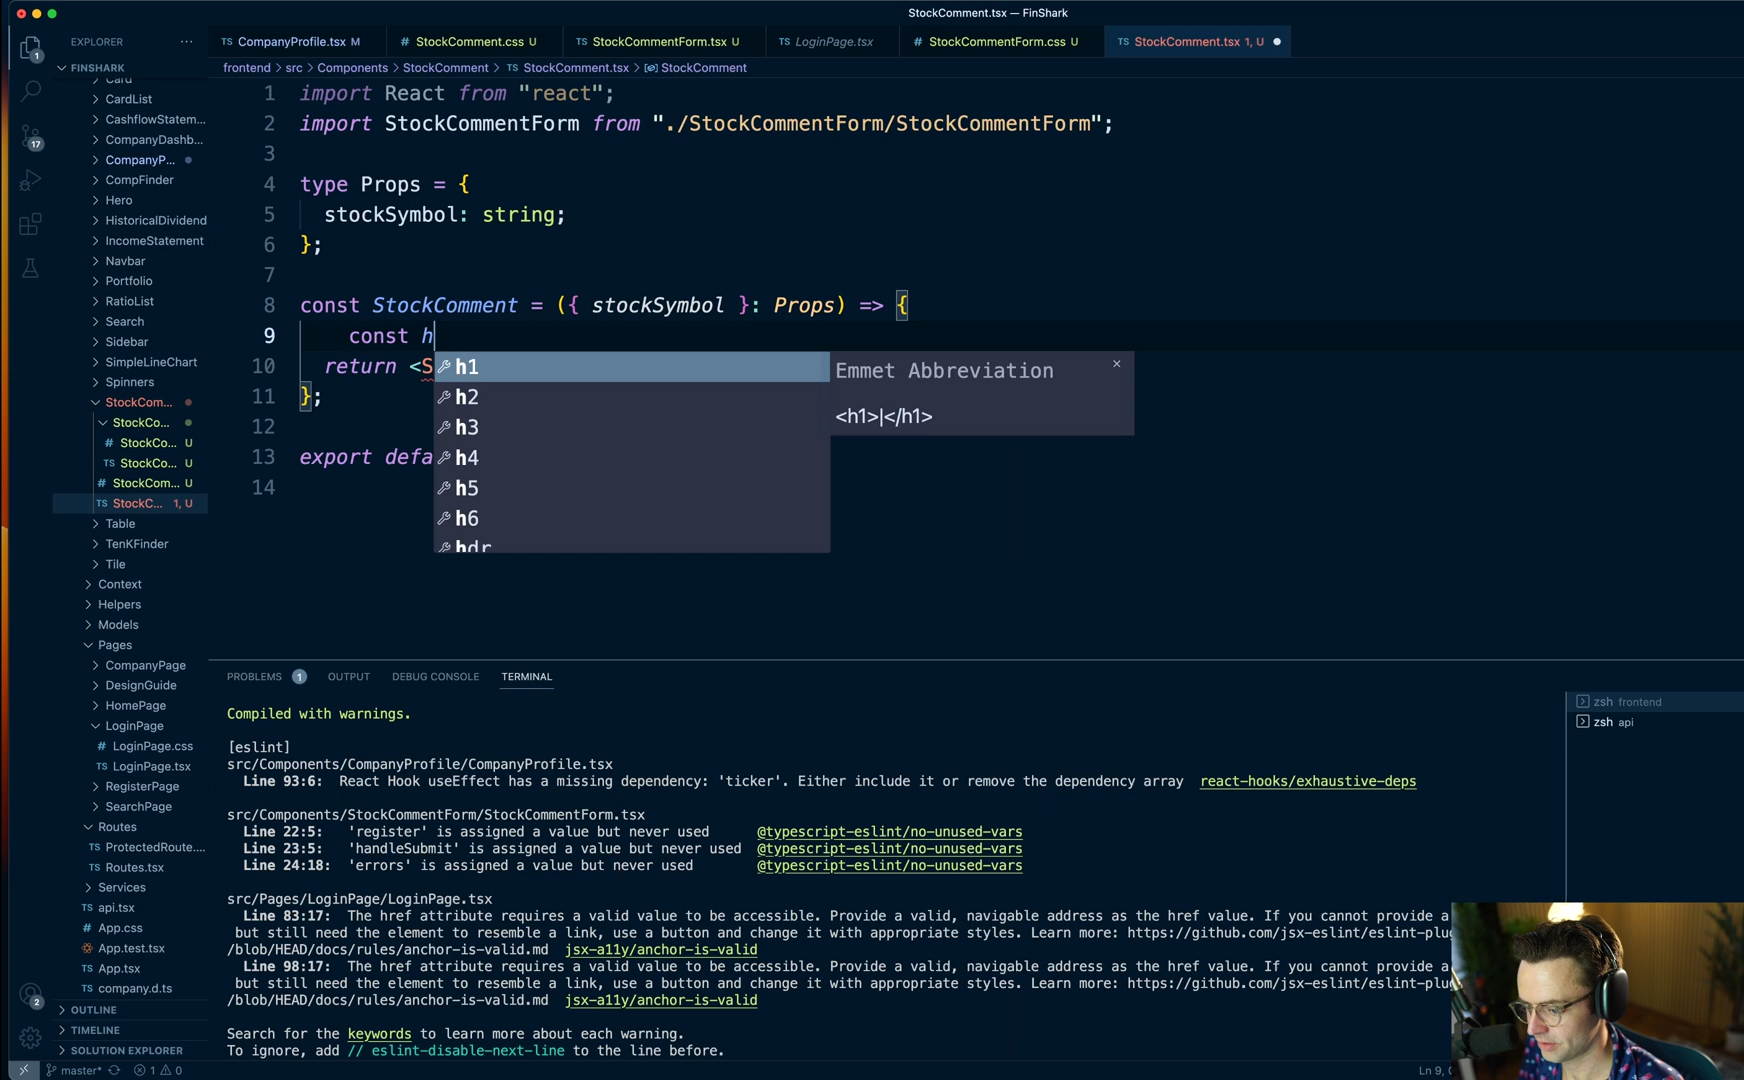 StockComment.tsx — FinShark
EXPLORER
TS CompanyProfile.tsx M
# StockComment.css U
TS StockCommentForm.tsx U
TS LoginPage.tsx
# StockCommentForm.css U
TS StockComment.tsx 1, U
FINSHARK
frontend > src > Components > StockComment > TS StockComment.tsx > StockComment
Card
CardList
CashflowStatem...
CompanyDashb...
CompanyP...
CompFinder
Hero
HistoricalDividend
IncomeStatement
Navbar
Portfolio
RatioList
Search
Sidebar
SimpleLineChart
Spinners
StockCom...
StockCo...
# StockCo... U
TS StockCo... U
# StockCom... U
TS StockC... 1, U
Table
TenKFinder
Tile
Context
Helpers
Models
Pages
CompanyPage
DesignGuide
HomePage
LoginPage
# LoginPage.css
TS LoginPage.tsx
RegisterPage
SearchPage
Routes
TS ProtectedRoute....
TS Routes.tsx
Services
TS api.tsx
# App.css
App.test.tsx
TS App.tsx
TS company.d.ts
OUTLINE
TIMELINE
SOLUTION EXPLORER
1
17
2
1 import React from "react";
2 import StockCommentForm from "./StockCommentForm/StockCommentForm";
3
4 type Props = {
5 stockSymbol: string;
6 };
7
8 const StockComment = ({ stockSymbol }: Props) => {
9 const h
10 return <S
11 };
12
13 export defa
14
h1
h2
h3
h4
h5
h6
hdr
Emmet Abbreviation
<h1>|</h1>
PROBLEMS 1 OUTPUT DEBUG CONSOLE TERMINAL
zsh frontend
zsh api
Compiled with warnings.
[eslint]
src/Components/CompanyProfile/CompanyProfile.tsx
Line 93:6: React Hook useEffect has a missing dependency: 'ticker'. Either include it or remove the dependency array react-hooks/exhaustive-deps
src/Components/StockCommentForm/StockCommentForm.tsx
Line 22:5: 'register' is assigned a value but never used @typescript-eslint/no-unused-vars
Line 23:5: 'handleSubmit' is assigned a value but never used @typescript-eslint/no-unused-vars
Line 24:18: 'errors' is assigned a value but never used @typescript-eslint/no-unused-vars
src/Pages/LoginPage/LoginPage.tsx
Line 83:17: The href attribute requires a valid value to be accessible. Provide a valid, navigable address as the href value. If you cannot provide a
but still need the element to resemble a link, use a button and change it with appropriate styles. Learn more: https://github.com/jsx-eslint/eslint-plu
/blob/HEAD/docs/rules/anchor-is-valid.md jsx-a11y/anchor-is-valid
Line 98:17: The href attribute requires a valid value to be accessible. Provide a valid, navigable address as the href value. If you cannot provide a
but still need the element to resemble a link, use a button and change it with appropriate styles. Learn more: https://github.com/jsx-eslint/eslint-plu
/blob/HEAD/docs/rules/anchor-is-valid.md jsx-a11y/anchor-is-valid
Search for the keywords to learn more about each warning.
To ignore, add // eslint-disable-next-line to the line before.
master* 1 0
Ln 9,